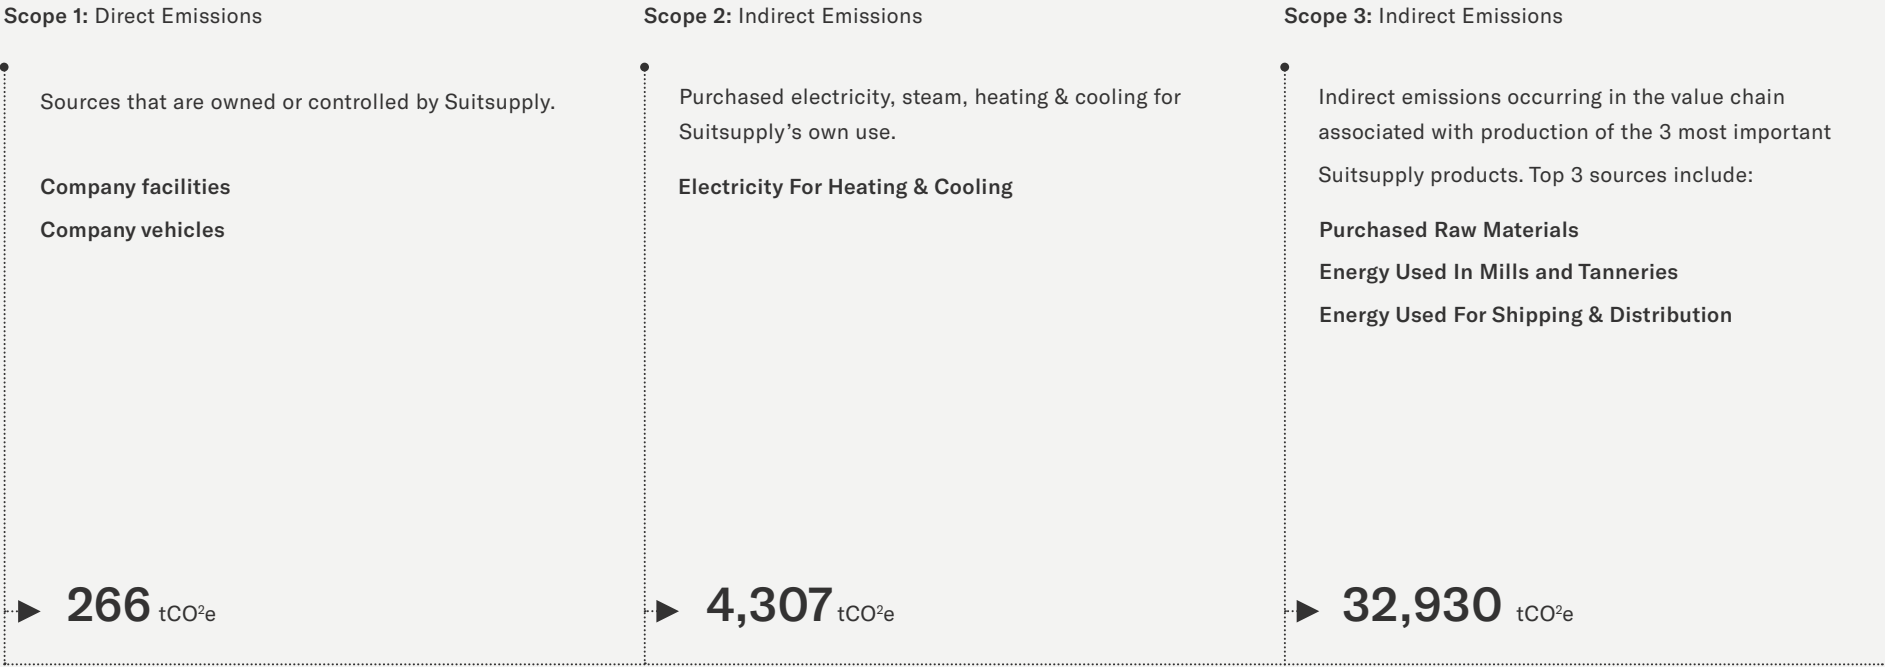 Scope 1: Direct Emissions
Sources that are owned or controlled by Suitsupply.
Company facilities
Company vehicles
266 tCO²e
Scope 2: Indirect Emissions
Purchased electricity, steam, heating & cooling for
Suitsupply’s own use.
Electricity For Heating & Cooling
4,307 tCO²e
Scope 3: Indirect Emissions
Indirect emissions occurring in the value chain
associated with production of the 3 most important
Suitsupply products. Top 3 sources include:
Purchased Raw Materials
Energy Used In Mills and Tanneries
Energy Used For Shipping & Distribution
32,930 tCO²e